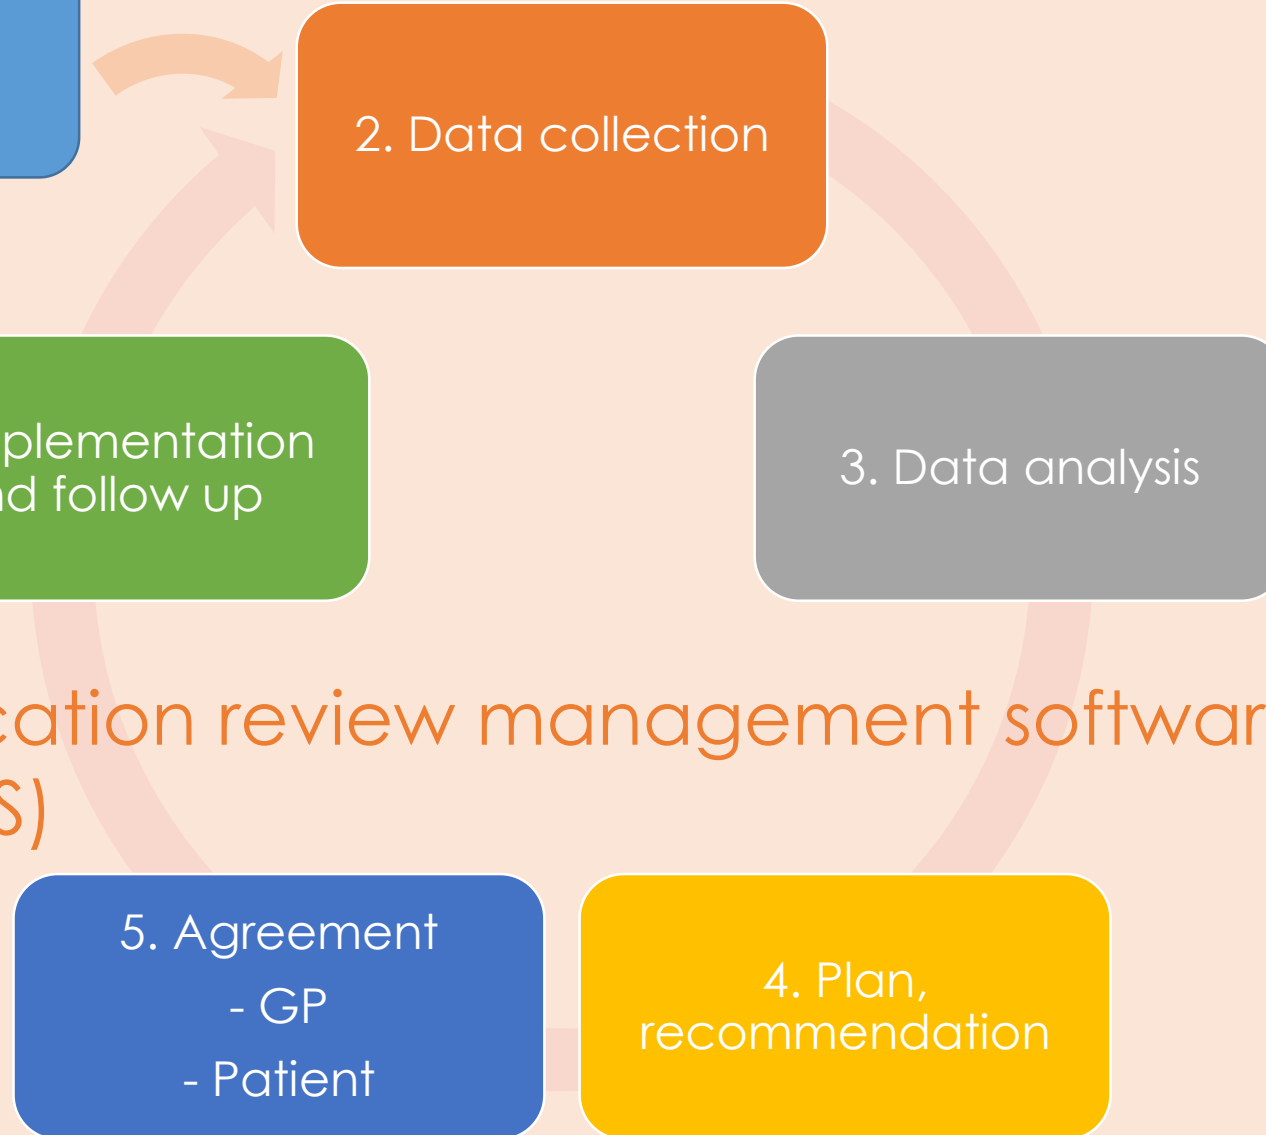 2. Data collection
plementation
d follow up
3. Data analysis
cation review management softwar
S)
5. Agreement
- GP
- Patient
4. Plan,
recommendation